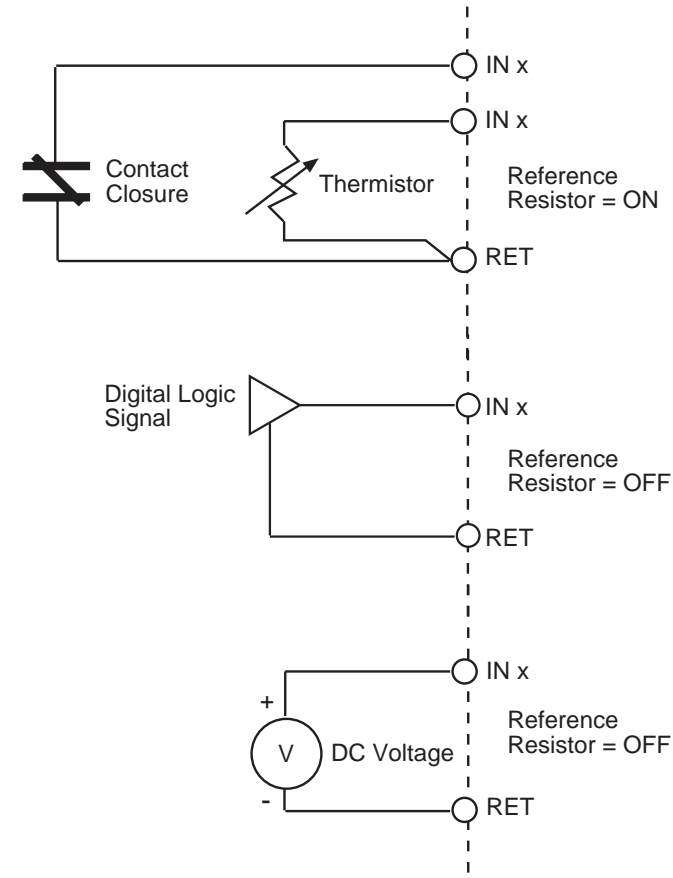 IN x
IN x
Contact
Closure
Thermistor
Reference
Resistor = ON
RET
Digital Logic
Signal
IN x
Reference
Resistor = OFF
RET
IN x
+
V
DC Voltage
Reference
Resistor = OFF
-
RET